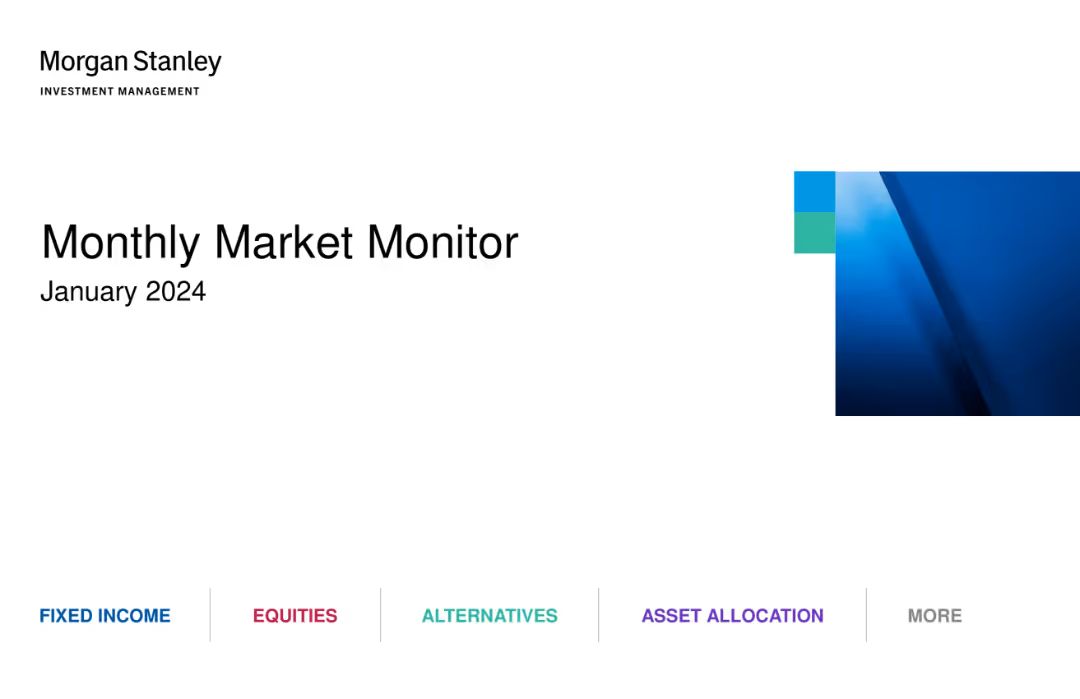 Morgan Stanley
INVESTMENT MANAGEMENT
Monthly Market Monitor
January 2024
FIXED INCOME
EQUITIES
ALTERNATIVES
ASSET ALLOCATION
MORE